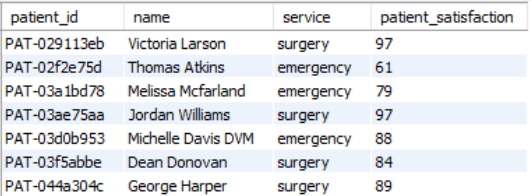 patient_id name service patient_satisfaction
PAT-029113eb Victoria Larson surgery 97
PAT-02f2e75d Thomas Atkins emergency 61
PAT-03a1bd78 Melissa Mcfarland emergency 79
PAT-03ae75aa Jordan Williams surgery 97
PAT-03d0b953 Michelle Davis DVM emergency 88
PAT-03f5abbe Dean Donovan surgery 84
PAT-044a304c George Harper surgery 89